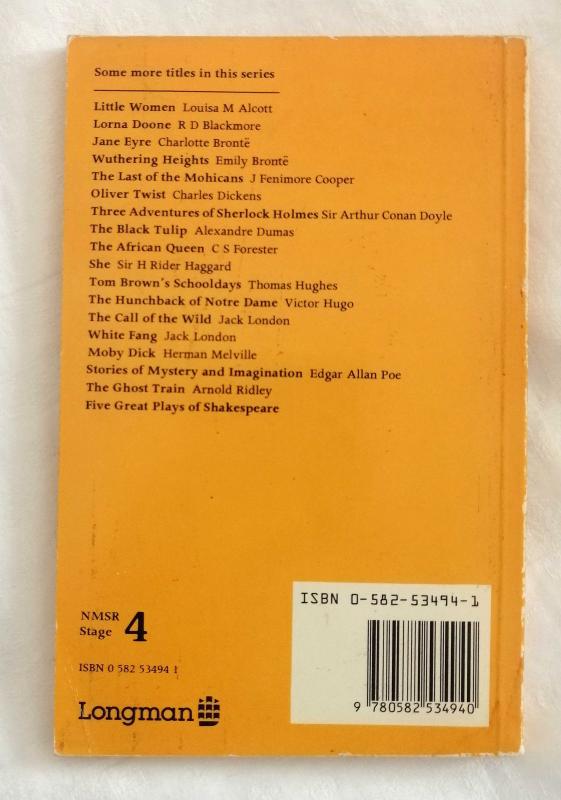 Some more titles in this series
Little Women Louisa M Alcott
Lorna Doone R D Blackmore
Jane Eyre Charlotte Brontë
Wuthering Heights Emily Brontë
The Last of the Mohicans J Fenimore Cooper
Oliver Twist Charles Dickens
Three Adventures of Sherlock Holmes Sir Arthur Conan Doyle
The Black Tulip Alexandre Dumas
The African Queen C S Forester
She Sir H Rider Haggard
Tom Brown's Schooldays Thomas Hughes
The Hunchback of Notre Dame Victor Hugo
The Call of the Wild Jack London
White Fang Jack London
Moby Dick Herman Melville
Stories of Mystery and Imagination Edgar Allan Poe
The Ghost Train Arnold Ridley
Five Great Plays of Shakespeare
NMSR
Stage 4
ISBN 0 582 53494 1
Longman
ISBN 0-582-53494-1
9 780582 534940